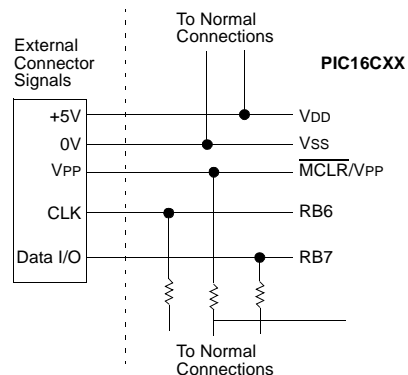 To Normal
Connections
External
Connector
Signals
PIC16CXX
+5V
VDD
0V
VSS
VPP
MCLR/VPP
CLK
RB6
Data I/O
RB7
To Normal
Connections